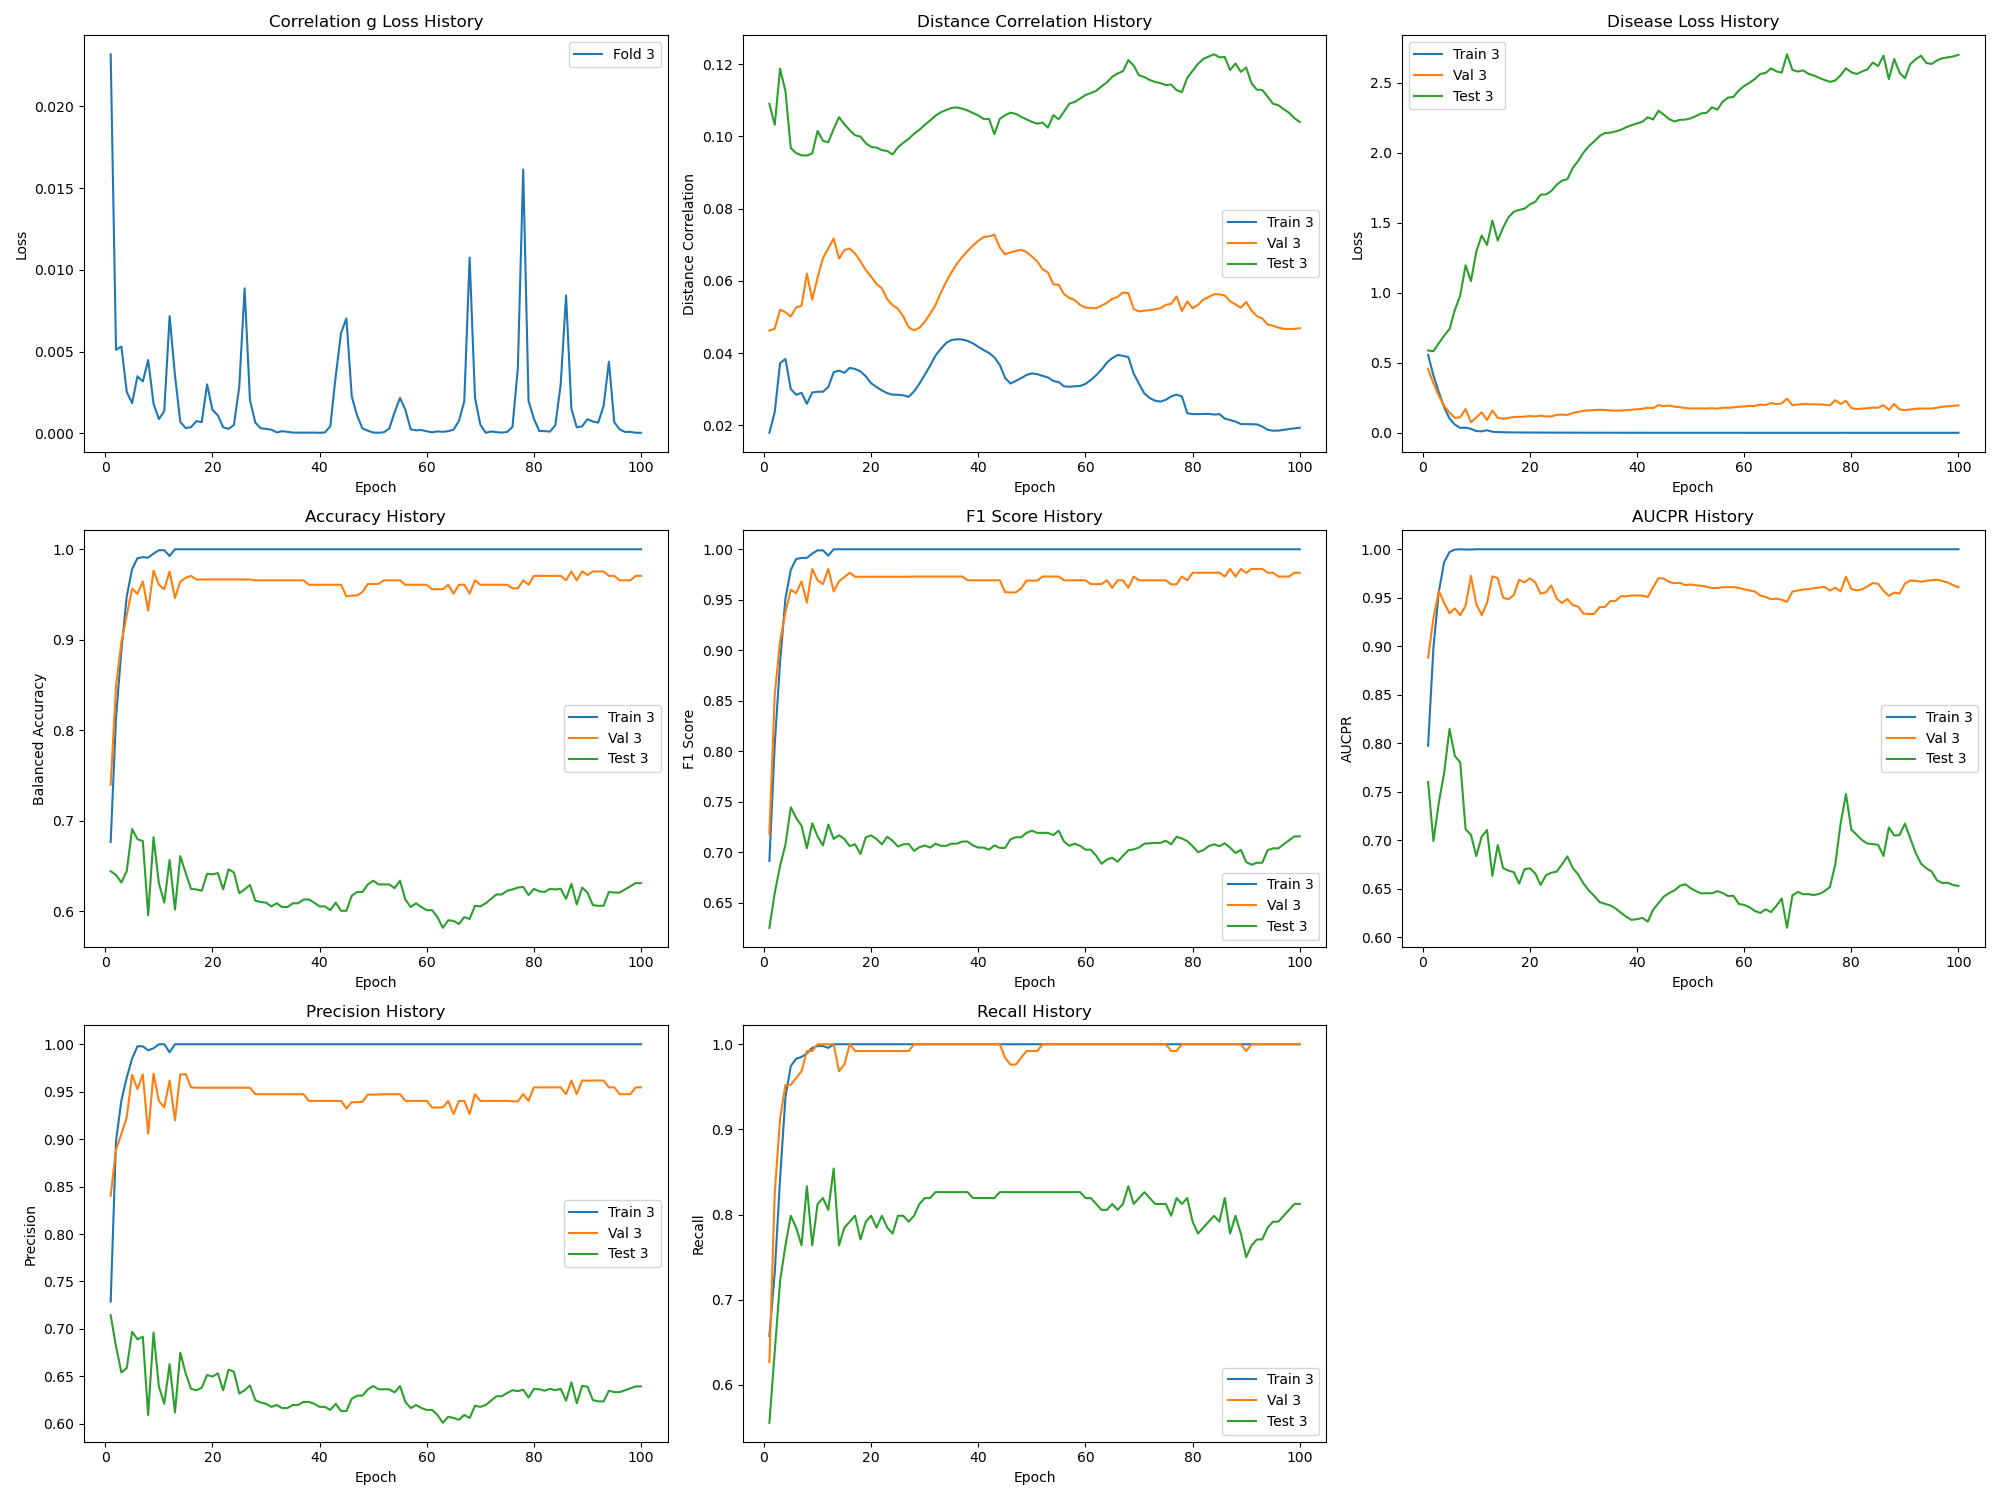 Correlation g Loss History
Loss
0.020
0.015
0.010
0.005
0.000
Fold 3
0 20 40 60 80 100
Epoch
Distance Correlation History
Distance Correlation
0.12
0.10
0.08
0.06
0.04
0.02
Train 3
Val 3
Test 3
0 20 40 60 80 100
Epoch
Disease Loss History
Loss
2.5
2.0
1.5
1.0
0.5
0.0
Train 3
Val 3
Test 3
0 20 40 60 80 100
Epoch
Accuracy History
Balanced Accuracy
1.0
0.9
0.8
0.7
0.6
Train 3
Val 3
Test 3
0 20 40 60 80 100
Epoch
F1 Score History
F1 Score
1.00
0.95
0.90
0.85
0.80
0.75
0.70
0.65
Train 3
Val 3
Test 3
0 20 40 60 80 100
Epoch
AUCPR History
AUCPR
1.00
0.95
0.90
0.85
0.80
0.75
0.70
0.65
0.60
Train 3
Val 3
Test 3
0 20 40 60 80 100
Epoch
Precision History
Precision
1.00
0.95
0.90
0.85
0.80
0.75
0.70
0.65
0.60
Train 3
Val 3
Test 3
0 20 40 60 80 100
Epoch
Recall History
Recall
1.0
0.9
0.8
0.7
0.6
Train 3
Val 3
Test 3
0 20 40 60 80 100
Epoch